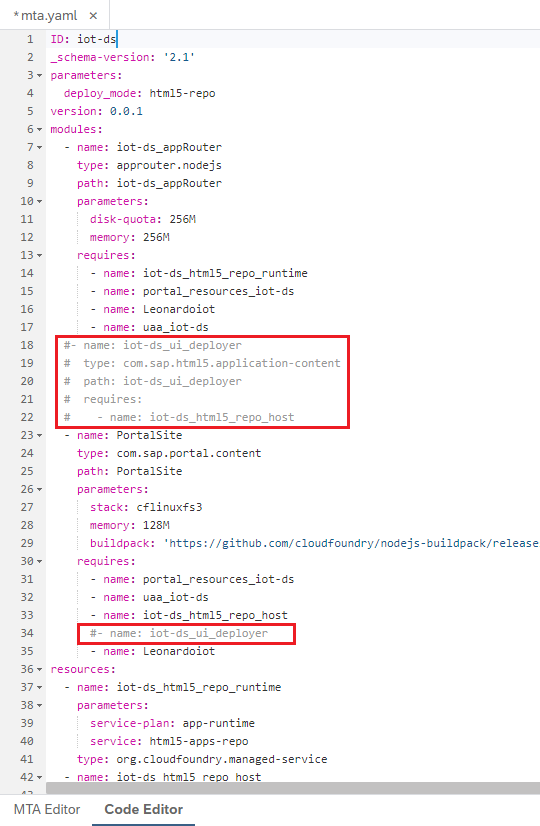 *mta.yaml ×
1 ID: iot-ds
2 _schema-version: '2.1'
3 parameters:
4 deploy_mode: html5-repo
5 version: 0.0.1
6 modules:
7 - name: iot-ds_appRouter
8 type: approuter.nodejs
9 path: iot-ds_appRouter
10 parameters:
11 disk-quota: 256M
12 memory: 256M
13 requires:
14 - name: iot-ds_html5_repo_runtime
15 - name: portal_resources_iot-ds
16 - name: Leonardoiot
17 - name: uaa_iot-ds
18 #- name: iot-ds_ui_deployer
19 # type: com.sap.html5.application-content
20 # path: iot-ds_ui_deployer
21 # requires:
22 # - name: iot-ds_html5_repo_host
23 - name: PortalSite
24 type: com.sap.portal.content
25 path: PortalSite
26 parameters:
27 stack: cflinuxfs3
28 memory: 128M
29 buildpack: 'https://github.com/cloudfoundry/nodejs-buildpack/release
30 requires:
31 - name: portal_resources_iot-ds
32 - name: uaa_iot-ds
33 - name: iot-ds_html5_repo_host
34 #- name: iot-ds_ui_deployer
35 - name: Leonardoiot
36 resources:
37 - name: iot-ds_html5_repo_runtime
38 parameters:
39 service-plan: app-runtime
40 service: html5-apps-repo
41 type: org.cloudfoundry.managed-service
42 - name: iot-ds_html5_repo_host
MTA Editor Code Editor